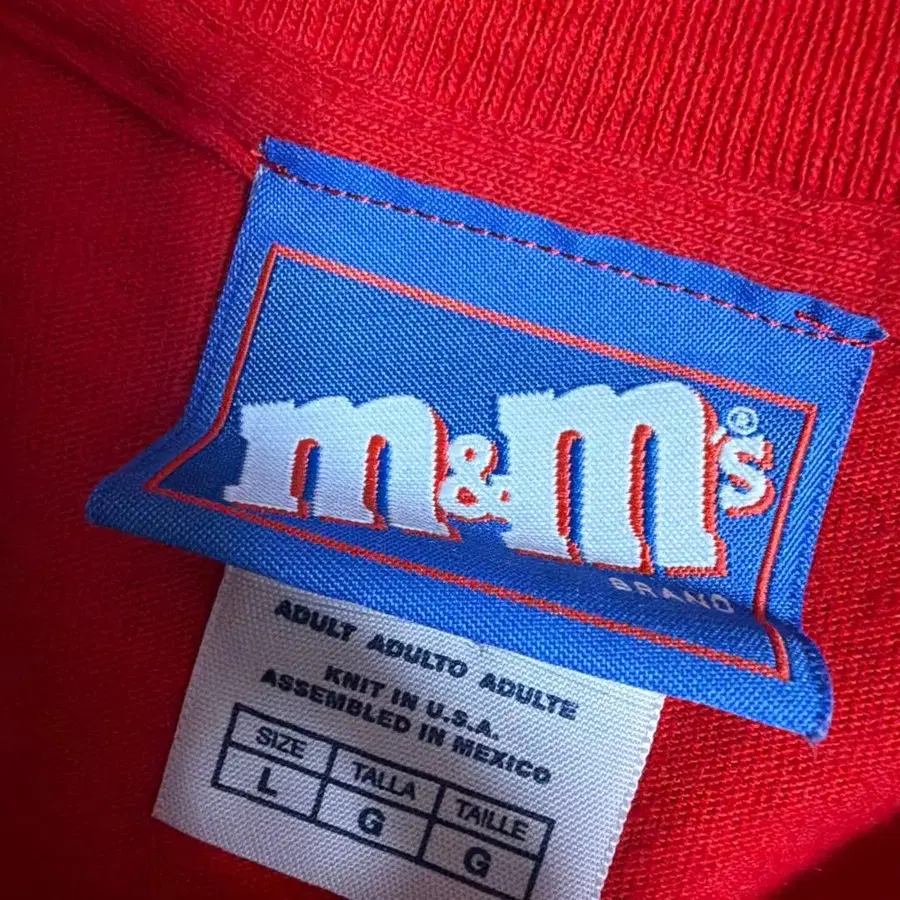 m&m's®
BRAND
ADULT ADULTO ADULTE
KNIT IN U.S.A.
ASSEMBLED IN MEXICO
SIZE TALLA TAILLE
L G G